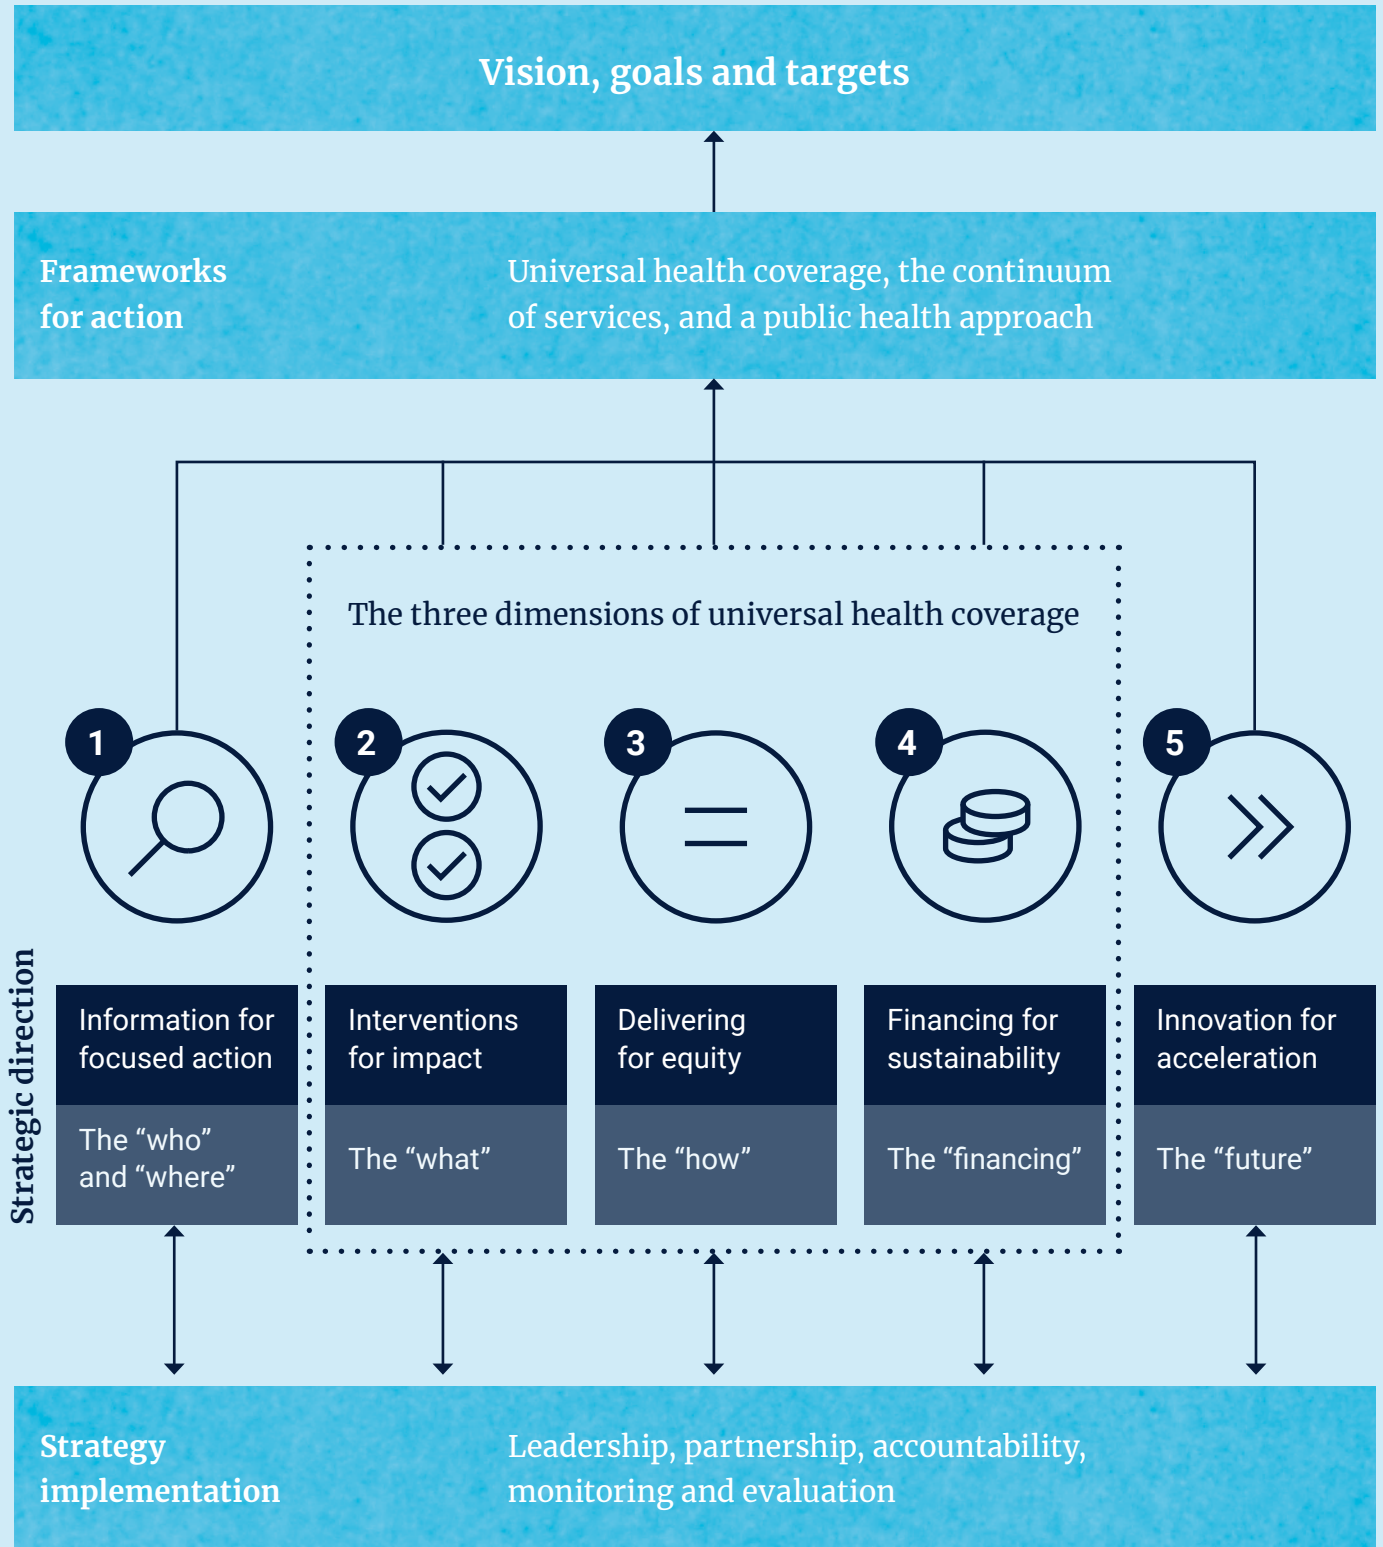 Vision, goals and targets
Frameworks
for action
Universal health coverage, the continuum
of services, and a public health approach
The three dimensions of universal health coverage
1
2
3
4
5
Strategic direction
Information for
focused action
The “who”
and “where”
Interventions
for impact
The “what”
Delivering
for equity
The “how”
Financing for
sustainability
The “financing”
Innovation for
acceleration
The “future”
Strategy
implementation
Leadership, partnership, accountability,
monitoring and evaluation